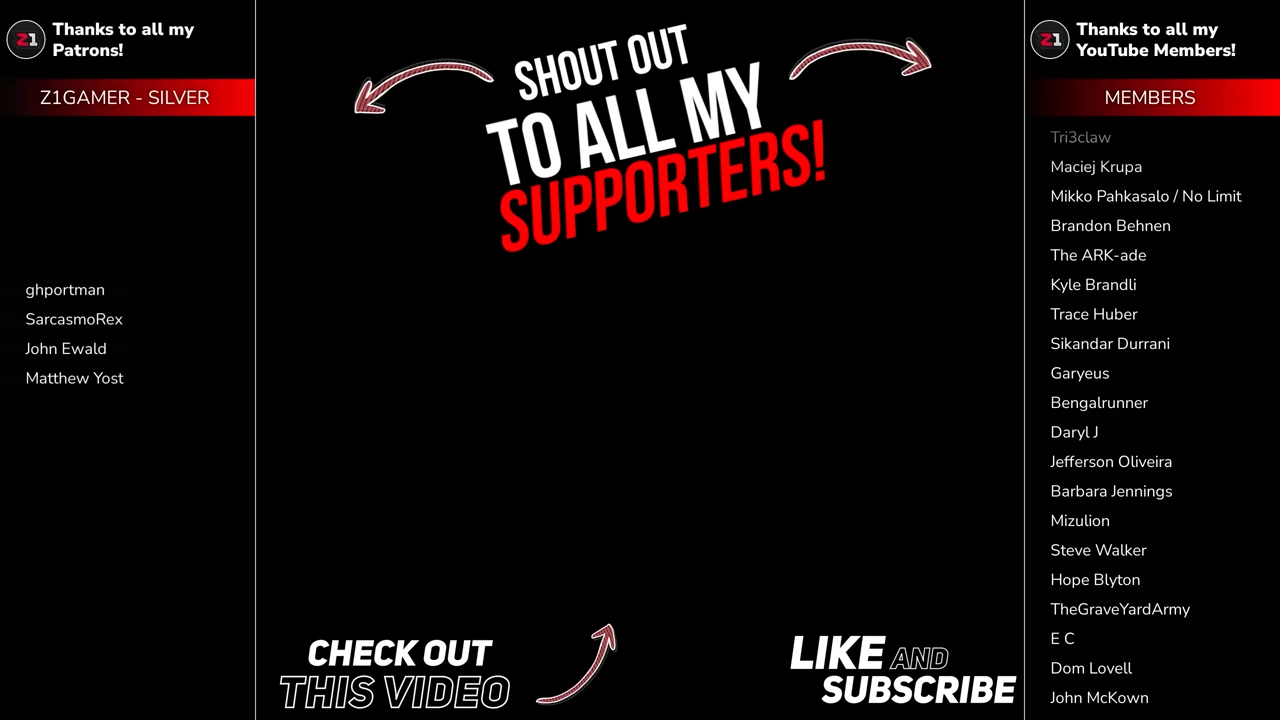 Z1
Thanks to all my
Patrons!
Z1GAMER - SILVER
ghportman
SarcasmoRex
John Ewald
Matthew Yost
SHOUT OUT
TO ALL MY
SUPPORTERS!
CHECK OUT
THIS VIDEO
LIKE AND
SUBSCRIBE
Z1
Thanks to all my
YouTube Members!
MEMBERS
Tri3claw
Maciej Krupa
Mikko Pahkasalo / No Limit
Brandon Behnen
The ARK-ade
Kyle Brandli
Trace Huber
Sikandar Durrani
Garyeus
Bengalrunner
Daryl J
Jefferson Oliveira
Barbara Jennings
Mizulion
Steve Walker
Hope Blyton
TheGraveYardArmy
E C
Dom Lovell
John McKown